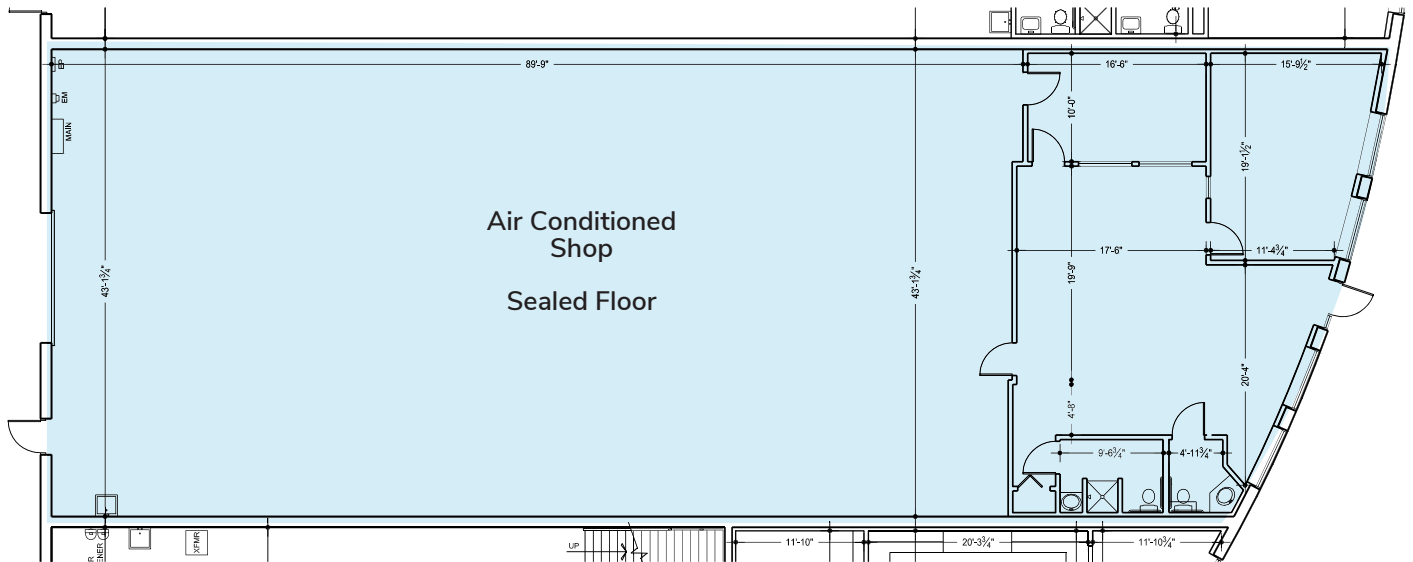 89'-9"
16'-6"
15'-9½"
EP
EM
MAIN
10'-0"
19'-1½"
Air Conditioned
Shop
Sealed Floor
43'-1¾"
43'-1¾"
17'-6"
11'-4¾"
19'-9"
20'-4"
4'-8"
9'-6¾"
4'-11¾"
XFMR
UP
11'-10"
20'-3¾"
11'-10¾"